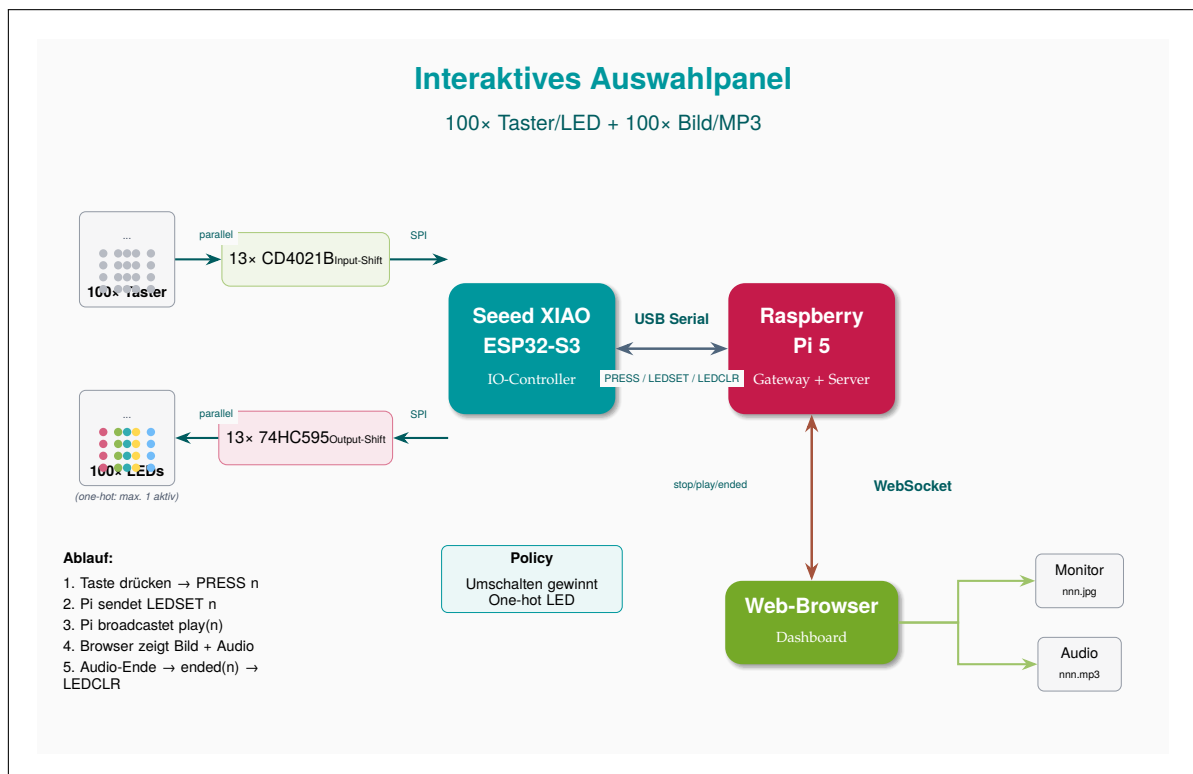 Interaktives Auswahlpanel
100× Taster/LED + 100× Bild/MP3
...
100× Taster
parallel
13× CD4021B Input-Shift
SPI
Seeed XIAO
ESP32-S3
IO-Controller
USB Serial
PRESS / LEDSET / LEDCLR
Raspberry
Pi 5
Gateway + Server
...
100× LEDs
(one-hot: max. 1 aktiv)
parallel
13× 74HC595 Output-Shift
SPI
stop/play/ended
WebSocket
Ablauf:
1. Taste drücken → PRESS n
2. Pi sendet LEDSET n
3. Pi broadcastet play(n)
4. Browser zeigt Bild + Audio
5. Audio-Ende → ended(n) →
LEDCLR
Policy
Umschalten gewinnt
One-hot LED
Web-Browser
Dashboard
Monitor
nnn.jpg
Audio
nnn.mp3